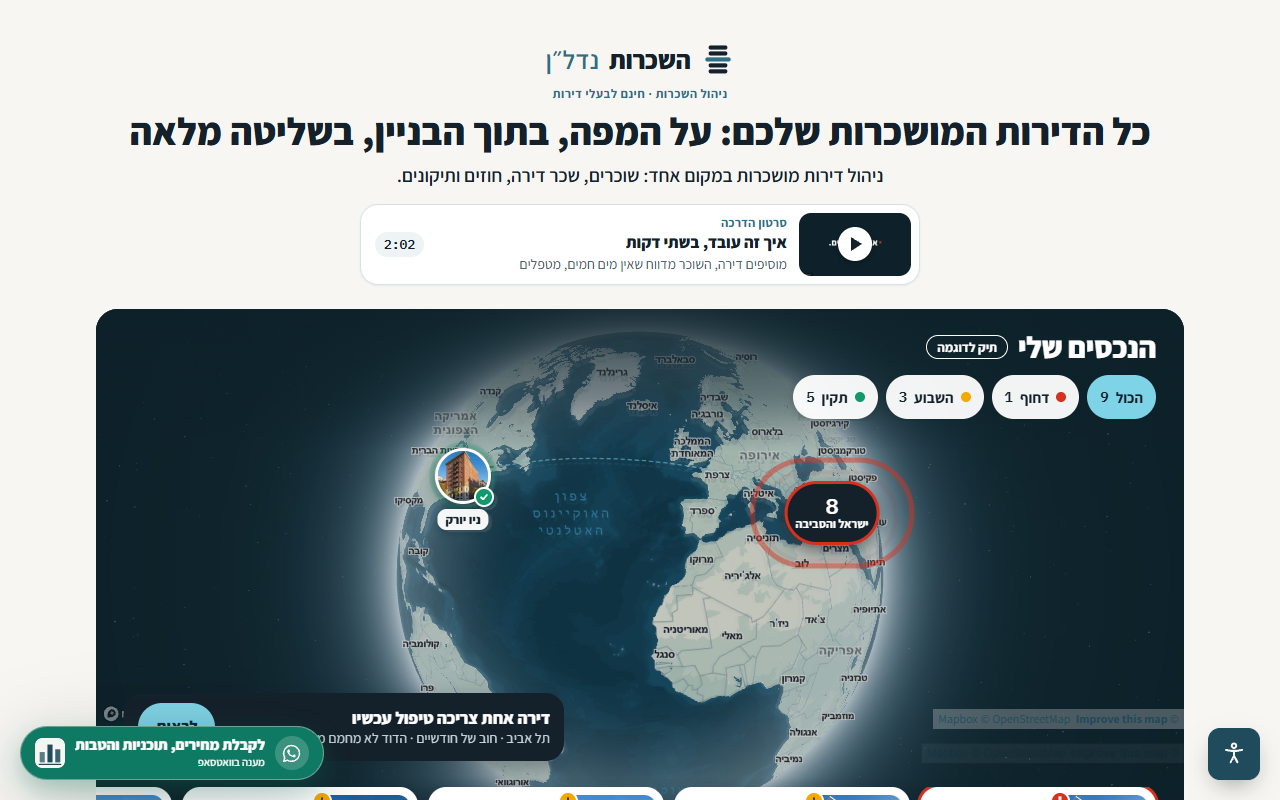 השכרות נדל״ן
ניהול השכרות · חינם לבעלי דירות
כל הדירות המושכרות שלכם: על המפה, בתוך הבניין, בשליטה מלאה
ניהול דירות מושכרות במקום אחד: שוכרים, שכר דירה, חוזים ותיקונים.
סרטון הדרכה
איך זה עובד, בשתי דקות
מוסיפים דירה, השוכר מדווח שאין מים חמים, מטפלים
2:02
הנכסים שלי
תיק לדוגמה
הכול 9
דחוף 1
השבוע 3
תקין 5
רוסיה
סבאלברד
גרינלנד
קנדה
איסלנד
שבדיה
נורבגיה
אמריקה
הצפונית
בלארוס
קירגיזסטן
הממלכה
המאוחדת
אירופה
טורקמניסטן
צרפת
פקיסטן
איטליה
ספרד
מקסיקו
ניו יורק
צפון
האוקיינוס
האטלנטי
8
ישראל והסביבה
תוניסיה
מצרים
לוב
תימן
מרוקו
אלג'יריה
קובה
אתיופיה
צ'אד
ניז'ר
מאלי
מאוריטניה
סנגל
אפריקה
קולומביה
קמרון
טנזניה
פרו
מוזמביק
אנגולה
נמיביה
אורוגוואי
דירה אחת צריכה טיפול עכשיו
תל אביב · חוב של חודשיים · הדוד לא מחמם
Mapbox © OpenStreetMap Improve this map ©
לקבלת מחירים, תוכניות והטבות
מענה בוואטסאפ